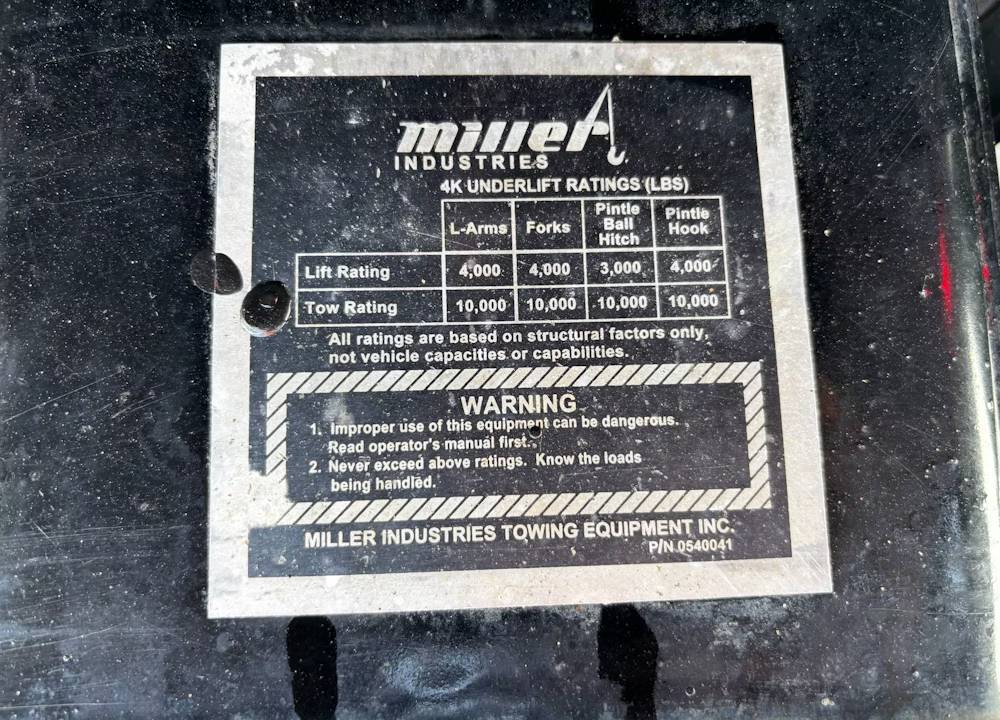 miller
INDUSTRIES
4K UNDERLIFT RATINGS (LBS)
L-Arms Forks Pintle Ball Hitch Pintle Hook
Lift Rating 4,000 4,000 3,000 4,000
Tow Rating 10,000 10,000 10,000 10,000
All ratings are based on structural factors only,
not vehicle capacities or capabilities.
WARNING
1. Improper use of this equipment can be dangerous.
Read operator's manual first.
2. Never exceed above ratings. Know the loads
being handled.
MILLER INDUSTRIES TOWING EQUIPMENT INC.
P/N 0540041